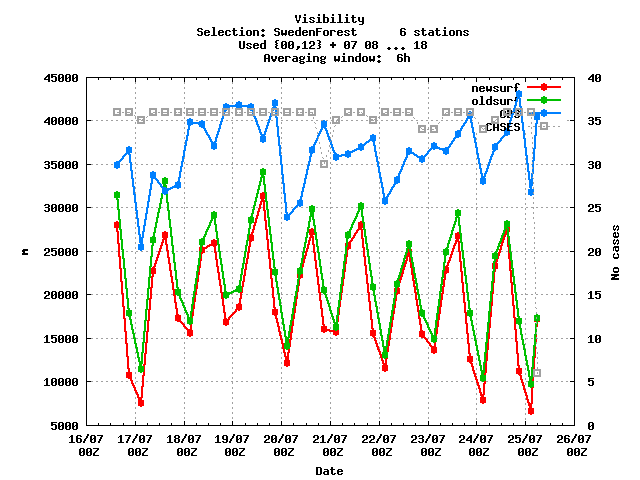 Visibility
Selection: SwedenForest      6 stations
Used {00,12} + 07 08 ... 18
Averaging window:  6h
45000
40000
35000
30000
25000
20000
15000
10000
5000
m
40
35
30
25
20
15
10
5
0
No cases
newsurf
oldsurf
OBS
CASES
16/07 17/07 18/07 19/07 20/07 21/07 22/07 23/07 24/07 25/07 26/07
00Z 00Z 00Z 00Z 00Z 00Z 00Z 00Z 00Z 00Z 00Z
Date